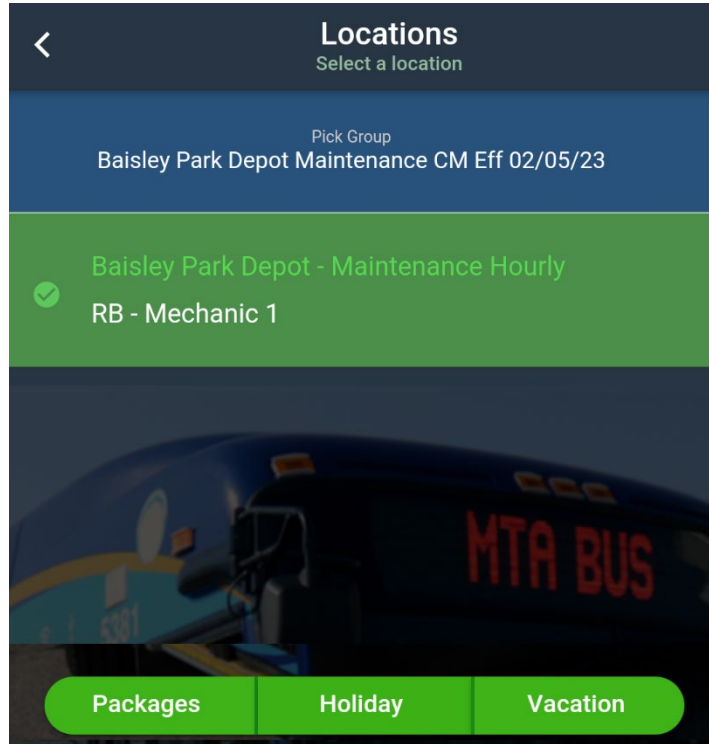 Locations
Select a location
Pick Group
Baisley Park Depot Maintenance CM Eff 02/05/23
Baisley Park Depot - Maintenance Hourly
RB - Mechanic 1
MTA BUS
5381
Packages Holiday Vacation